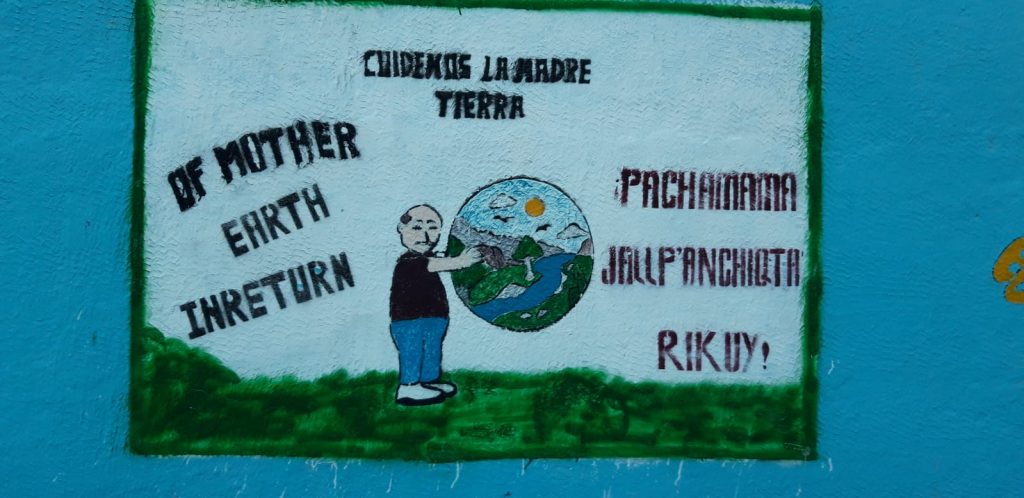 CUIDEMOS LA MADRE
TIERRA
OF MOTHER
EARTH
INRETURN
¡PACHAMAMA
JALLP'ANCHIQTA
RIKUY!